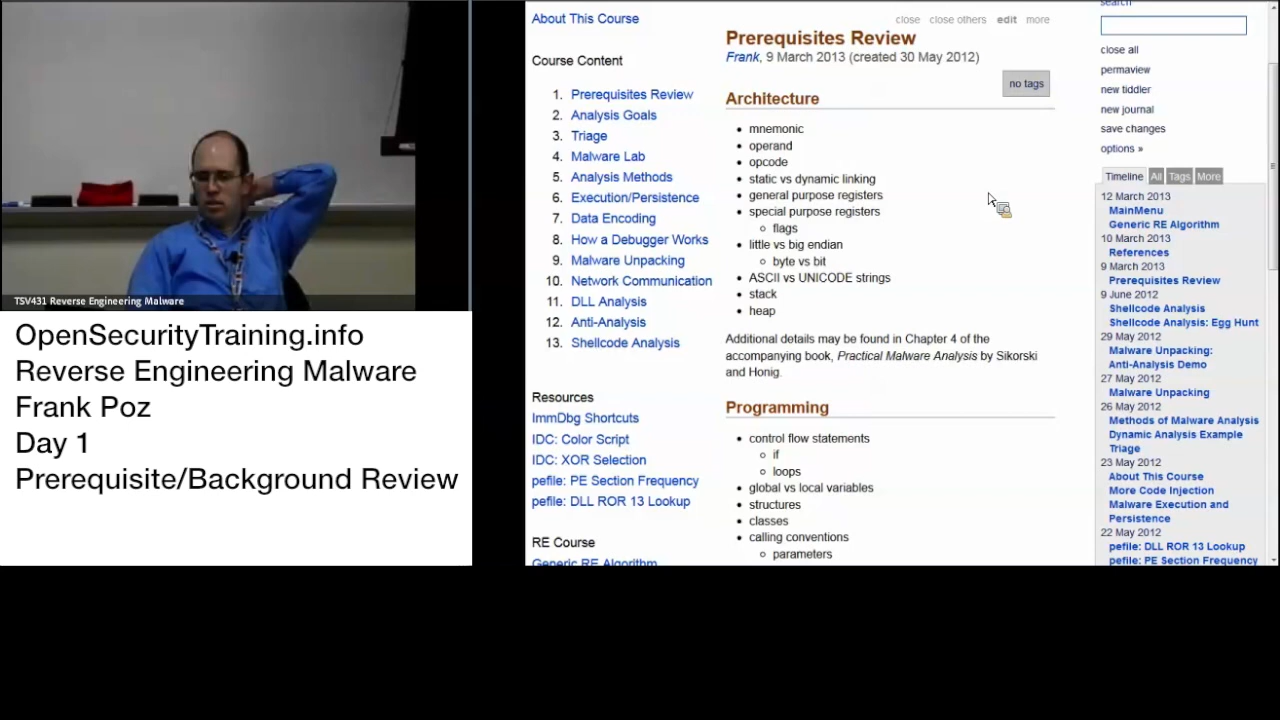 TSV431 Reverse Engineering Malware
OpenSecurityTraining.info
Reverse Engineering Malware
Frank Poz
Day 1
Prerequisite/Background Review
About This Course
Course Content
1. Prerequisites Review
2. Analysis Goals
3. Triage
4. Malware Lab
5. Analysis Methods
6. Execution/Persistence
7. Data Encoding
8. How a Debugger Works
9. Malware Unpacking
10. Network Communication
11. DLL Analysis
12. Anti-Analysis
13. Shellcode Analysis
Resources
ImmDbg Shortcuts
IDC: Color Script
IDC: XOR Selection
pefile: PE Section Frequency
pefile: DLL ROR 13 Lookup
RE Course
Generic RE Algorithm
close close others edit more
Prerequisites Review
Frank, 9 March 2013 (created 30 May 2012)
no tags
Architecture
• mnemonic
• operand
• opcode
• static vs dynamic linking
• general purpose registers
• special purpose registers
○ flags
• little vs big endian
○ byte vs bit
• ASCII vs UNICODE strings
• stack
• heap
Additional details may be found in Chapter 4 of the
accompanying book, Practical Malware Analysis by Sikorski
and Honig.
Programming
• control flow statements
○ if
○ loops
• global vs local variables
• structures
• classes
• calling conventions
○ parameters
search
close all
permaview
new tiddler
new journal
save changes
options »
Timeline All Tags More
12 March 2013
MainMenu
Generic RE Algorithm
10 March 2013
References
9 March 2013
Prerequisites Review
9 June 2012
Shellcode Analysis
Shellcode Analysis: Egg Hunt
29 May 2012
Malware Unpacking:
Anti-Analysis Demo
27 May 2012
Malware Unpacking
26 May 2012
Methods of Malware Analysis
Dynamic Analysis Example
Triage
23 May 2012
About This Course
More Code Injection
Malware Execution and
Persistence
22 May 2012
pefile: DLL ROR 13 Lookup
pefile: PE Section Frequency